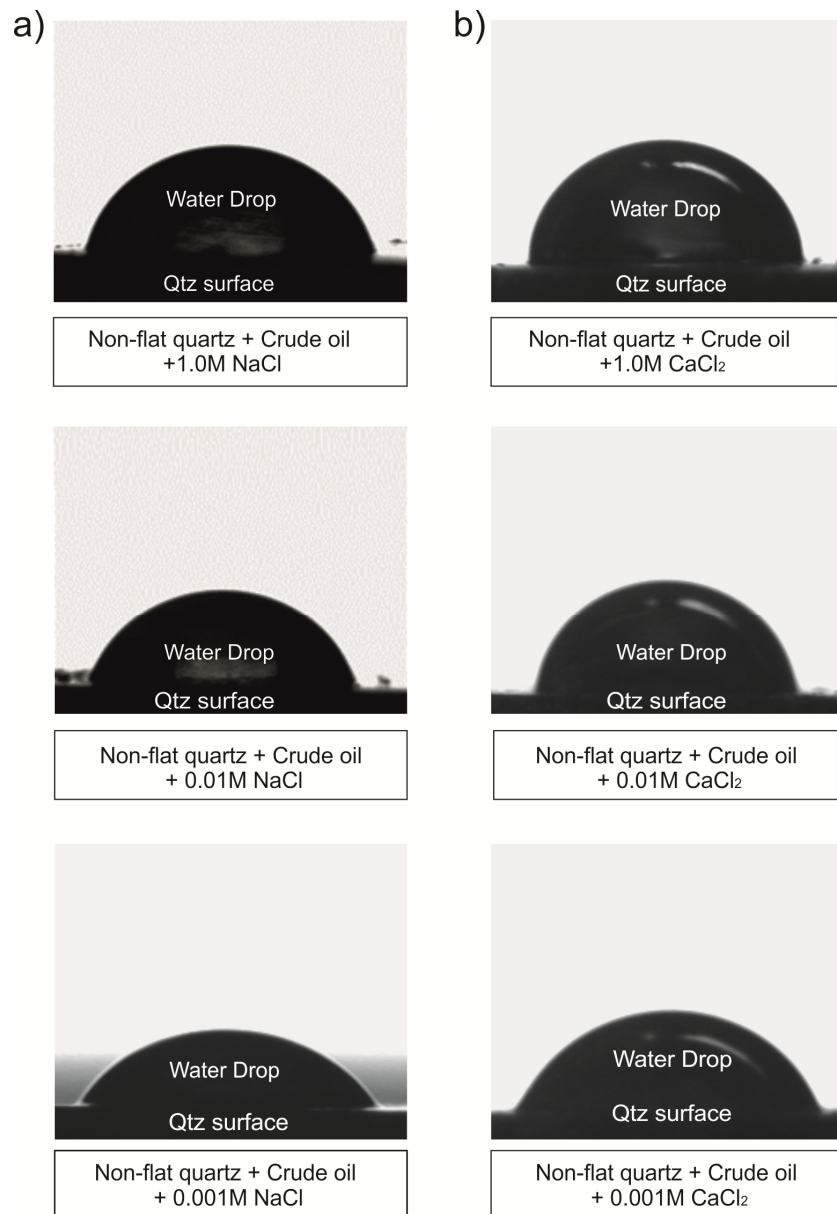 a)
Water Drop
Qtz surface
Non-flat quartz + Crude oil
+1.0M NaCl
Water Drop
Qtz surface
Non-flat quartz + Crude oil
+ 0.01M NaCl
Water Drop
Qtz surface
Non-flat quartz + Crude oil
+ 0.001M NaCl
b)
Water Drop
Qtz surface
Non-flat quartz + Crude oil
+1.0M CaCl₂
Water Drop
Qtz surface
Non-flat quartz + Crude oil
+ 0.01M CaCl₂
Water Drop
Qtz surface
Non-flat quartz + Crude oil
+ 0.001M CaCl₂